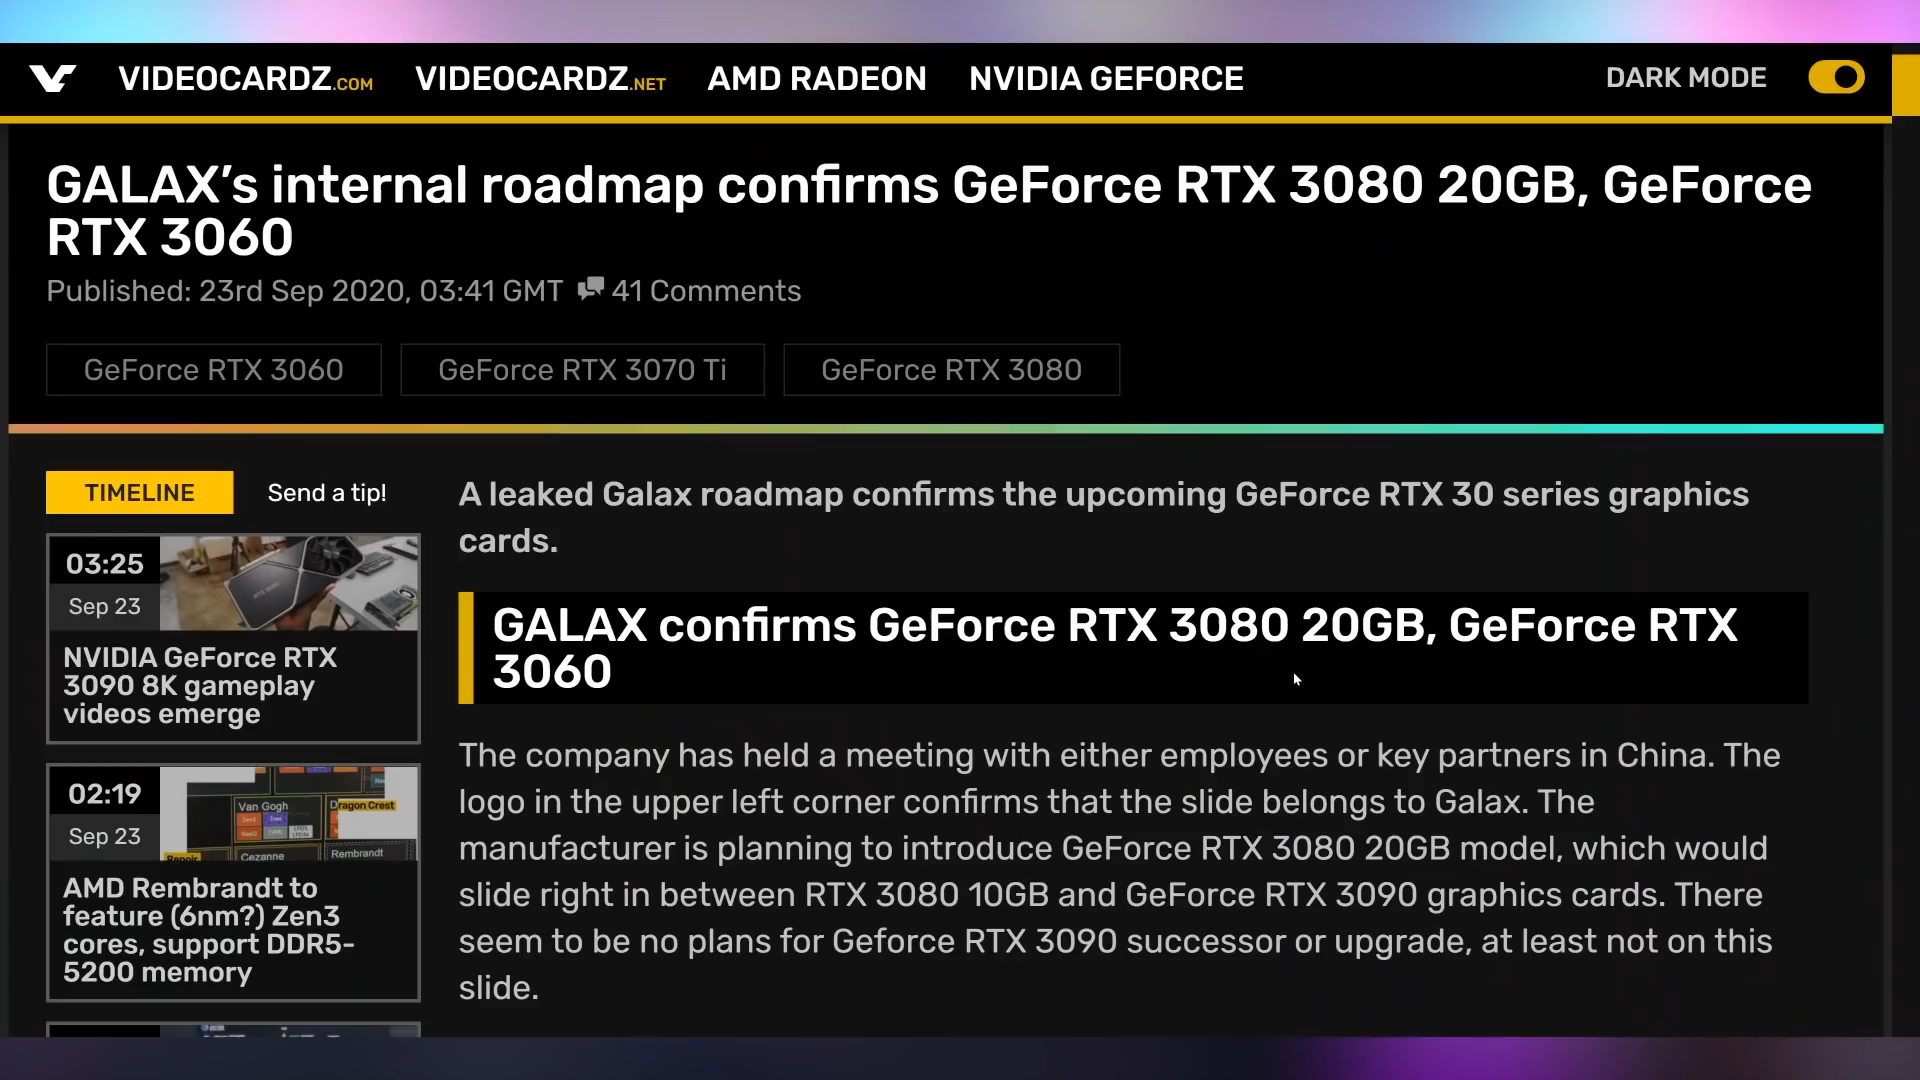 VIDEOCARDZ.COM VIDEOCARDZ.NET AMD RADEON NVIDIA GEFORCE DARK MODE
GALAX’s internal roadmap confirms GeForce RTX 3080 20GB, GeForce
RTX 3060
Published: 23rd Sep 2020, 03:41 GMT 41 Comments
GeForce RTX 3060 GeForce RTX 3070 Ti GeForce RTX 3080
TIMELINE Send a tip!
03:25
Sep 23
NVIDIA GeForce RTX
3090 8K gameplay
videos emerge
02:19
Sep 23
Van Gogh
Dragon Crest
Cezanne
Rembrandt
AMD Rembrandt to
feature (6nm?) Zen3
cores, support DDR5-
5200 memory
A leaked Galax roadmap confirms the upcoming GeForce RTX 30 series graphics
cards.
GALAX confirms GeForce RTX 3080 20GB, GeForce RTX
3060
The company has held a meeting with either employees or key partners in China. The
logo in the upper left corner confirms that the slide belongs to Galax. The
manufacturer is planning to introduce GeForce RTX 3080 20GB model, which would
slide right in between RTX 3080 10GB and GeForce RTX 3090 graphics cards. There
seem to be no plans for Geforce RTX 3090 successor or upgrade, at least not on this
slide.